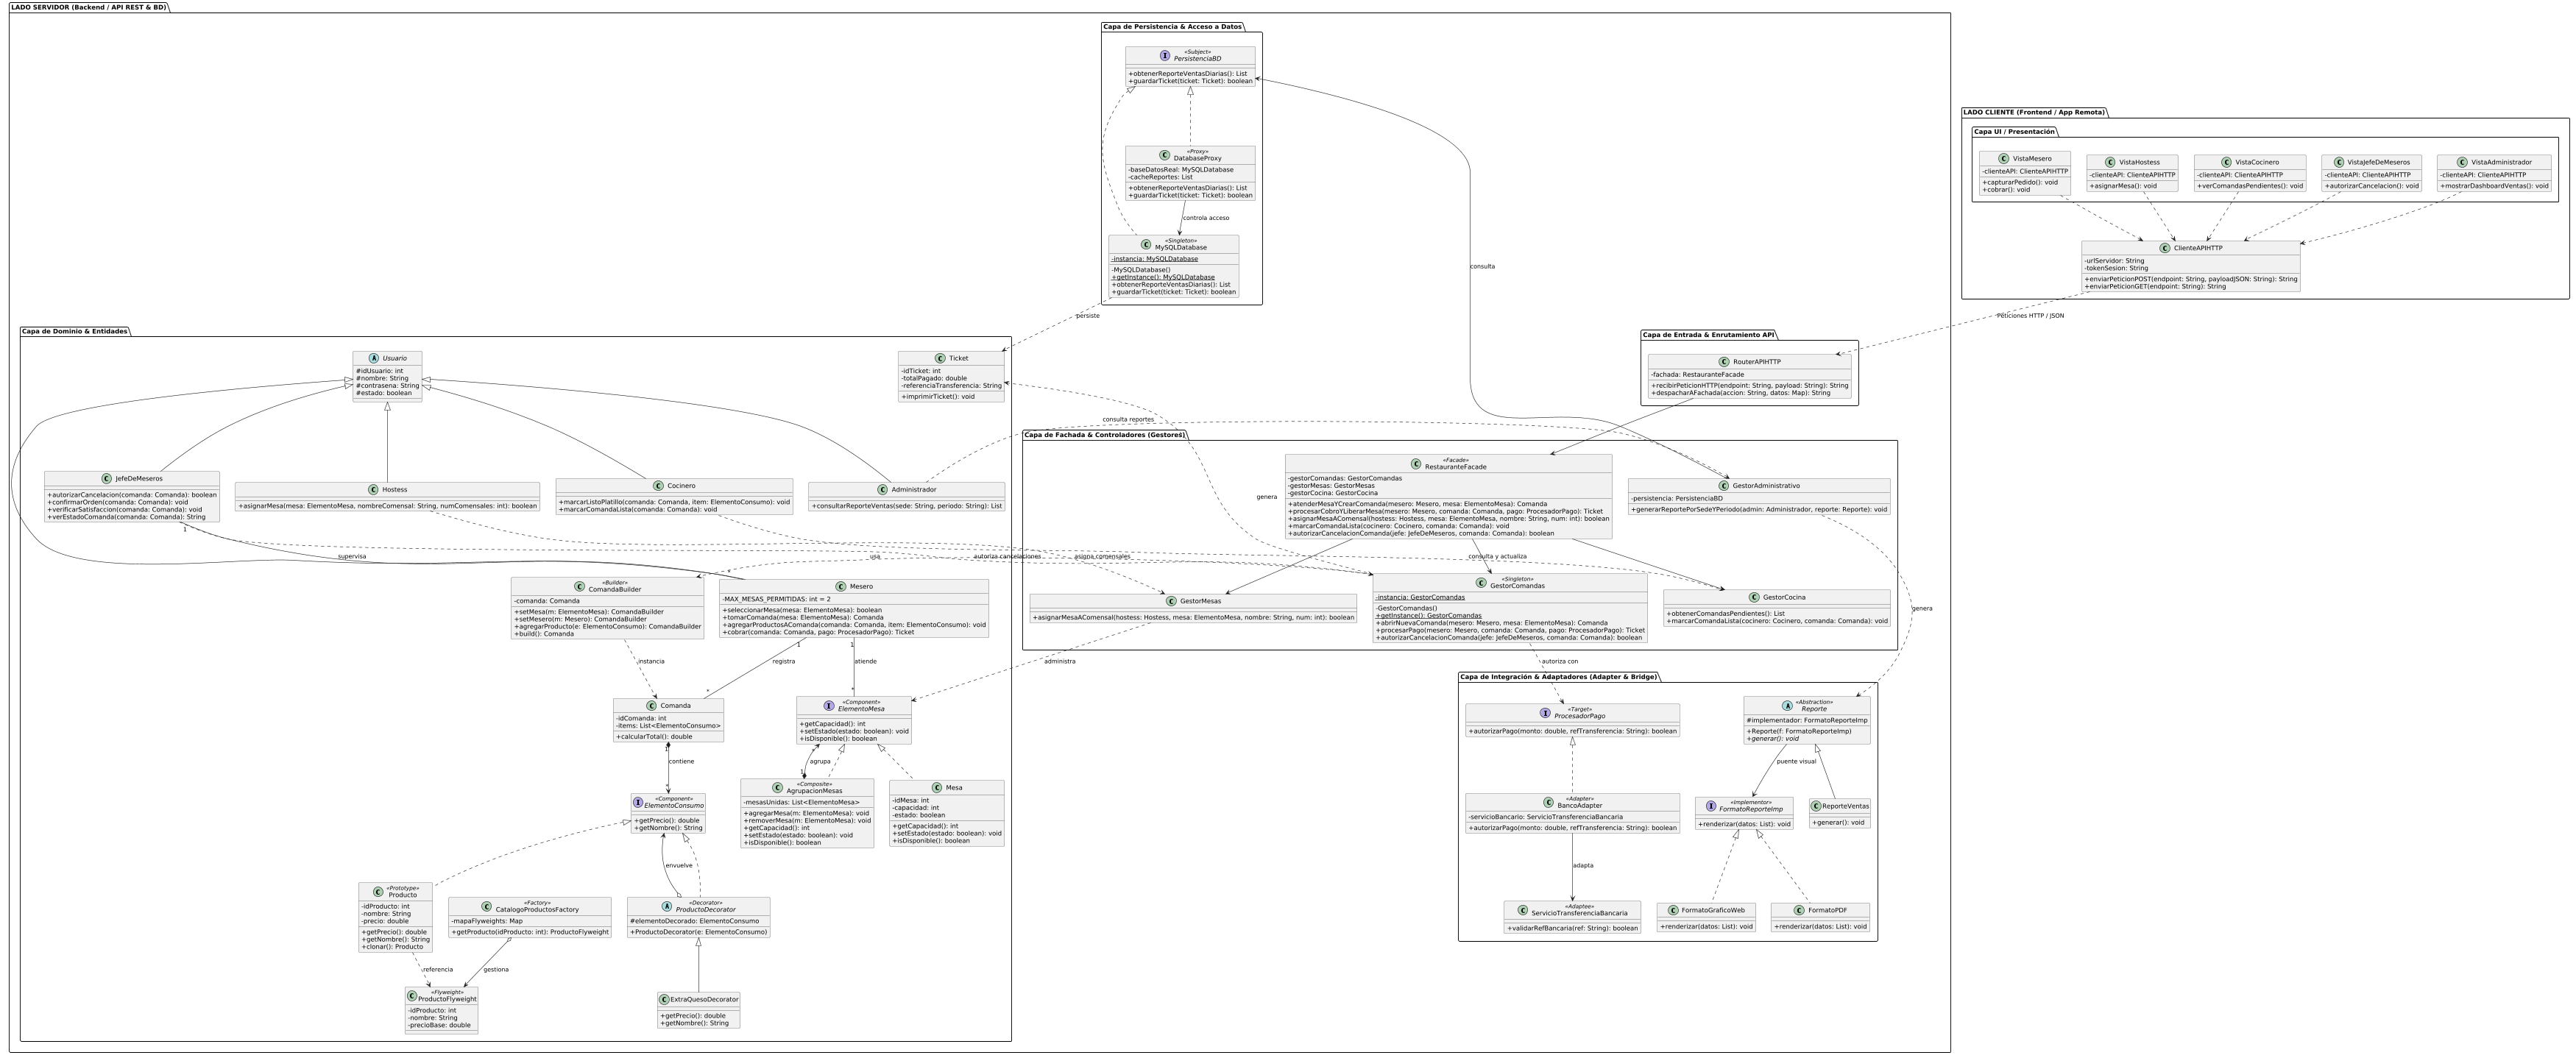 LADO SERVIDOR (Backend / API REST & BD)
Capa de Persistencia & Acceso a Datos
«Subject»
PersistenciaBD
+obtenerReporteVentasDiarias(): List
+guardarTicket(ticket: Ticket): boolean
«Proxy»
DatabaseProxy
-baseDatosReal: MySQLDatabase
-cacheReportes: List
+obtenerReporteVentasDiarias(): List
+guardarTicket(ticket: Ticket): boolean
controla acceso
«Singleton»
MySQLDatabase
-instancia: MySQLDatabase
-MySQLDatabase()
+getInstance(): MySQLDatabase
+obtenerReporteVentasDiarias(): List
+guardarTicket(ticket: Ticket): boolean
persiste
consulta
LADO CLIENTE (Frontend / App Remota)
Capa UI / Presentación
VistaMesero
-clienteAPI: ClienteAPIHTTP
+capturarPedido(): void
+cobrar(): void
VistaHostess
-clienteAPI: ClienteAPIHTTP
+asignarMesa(): void
VistaCocinero
-clienteAPI: ClienteAPIHTTP
+verComandasPendientes(): void
VistaJefeDeMeseros
-clienteAPI: ClienteAPIHTTP
+autorizarCancelacion(): void
VistaAdministrador
-clienteAPI: ClienteAPIHTTP
+mostrarDashboardVentas(): void
ClienteAPIHTTP
-urlServidor: String
-tokenSesion: String
+enviarPeticionPOST(endpoint: String, payloadJSON: String): String
+enviarPeticionGET(endpoint: String): String
Peticiones HTTP / JSON
Capa de Entrada & Enrutamiento API
RouterAPIHTTP
-fachada: RestauranteFacade
+recibirPeticionHTTP(endpoint: String, payload: String): String
+despacharAFachada(accion: String, datos: Map): String
Capa de Dominio & Entidades
Usuario
#idUsuario: int
#nombre: String
#contrasena: String
#estado: boolean
Ticket
-idTicket: int
-totalPagado: double
-referenciaTransferencia: String
+imprimirTicket(): void
consulta reportes
JefeDeMeseros
+autorizarCancelacion(comanda: Comanda): boolean
+confirmarOrden(comanda: Comanda): void
+verificarSatisfaccion(comanda: Comanda): void
+verEstadoComanda(comanda: Comanda): String
Hostess
+asignarMesa(mesa: ElementoMesa, nombreComensal: String, numComensales: int): boolean
Cocinero
+marcarListoPlatillo(comanda: Comanda, item: ElementoConsumo): void
+marcarComandaLista(comanda: Comanda): void
Administrador
+consultarReporteVentas(sede: String, periodo: String): List
Capa de Fachada & Controladores (Gestores)
«Facade»
RestauranteFacade
-gestorComandas: GestorComandas
-gestorMesas: GestorMesas
-gestorCocina: GestorCocina
+atenderMesaYCrearComanda(mesero: Mesero, mesa: ElementoMesa): Comanda
+procesarCobroYLiberarMesa(mesero: Mesero, comanda: Comanda, pago: ProcesadorPago): Ticket
+asignarMesaAComensal(hostess: Hostess, mesa: ElementoMesa, nombre: String, num: int): boolean
+marcarComandaLista(cocinero: Cocinero, comanda: Comanda): void
+autorizarCancelacionComanda(jefe: JefeDeMeseros, comanda: Comanda): boolean
GestorAdministrativo
-persistencia: PersistenciaBD
+generarReportePorSedeYPeriodo(admin: Administrador, reporte: Reporte): void
genera
1
supervisa
*
usa
autoriza cancelaciones
asigna comensales
consulta y actualiza
«Builder»
ComandaBuilder
-comanda: Comanda
+setMesa(m: ElementoMesa): ComandaBuilder
+setMesero(m: Mesero): ComandaBuilder
+agregarProducto(e: ElementoConsumo): ComandaBuilder
+build(): Comanda
Mesero
-MAX_MESAS_PERMITIDAS: int = 2
+seleccionarMesa(mesa: ElementoMesa): boolean
+tomarComanda(mesa: ElementoMesa): Comanda
+agregarProductosAComanda(comanda: Comanda, item: ElementoConsumo): void
+cobrar(comanda: Comanda, pago: ProcesadorPago): Ticket
GestorMesas
+asignarMesaAComensal(hostess: Hostess, mesa: ElementoMesa, nombre: String, num: int): boolean
«Singleton»
GestorComandas
-instancia: GestorComandas
-GestorComandas()
+getInstance(): GestorComandas
+abrirNuevaComanda(mesero: Mesero, mesa: ElementoMesa): Comanda
+procesarPago(mesero: Mesero, comanda: Comanda, pago: ProcesadorPago): Ticket
+autorizarCancelacionComanda(jefe: JefeDeMeseros, comanda: Comanda): boolean
GestorCocina
+obtenerComandasPendientes(): List
+marcarComandaLista(cocinero: Cocinero, comanda: Comanda): void
genera
instancia
1
registra
*
1
atiende
*
administra
autoriza con
Comanda
-idComanda: int
-items: List<ElementoConsumo>
+calcularTotal(): double
«Component»
ElementoMesa
+getCapacidad(): int
+setEstado(estado: boolean): void
+isDisponible(): boolean
1
contiene
*
*
agrupa
1
«Composite»
AgrupacionMesas
-mesasUnidas: List<ElementoMesa>
+agregarMesa(m: ElementoMesa): void
+removerMesa(m: ElementoMesa): void
+getCapacidad(): int
+setEstado(estado: boolean): void
+isDisponible(): boolean
Mesa
-idMesa: int
-capacidad: int
-estado: boolean
+getCapacidad(): int
+setEstado(estado: boolean): void
+isDisponible(): boolean
«Component»
ElementoConsumo
+getPrecio(): double
+getNombre(): String
envuelve
«Prototype»
Producto
-idProducto: int
-nombre: String
-precio: double
+getPrecio(): double
+getNombre(): String
+clonar(): Producto
«Factory»
CatalogoProductosFactory
-mapaFlyweights: Map
+getProducto(idProducto: int): ProductoFlyweight
«Decorator»
ProductoDecorator
#elementoDecorado: ElementoConsumo
+ProductoDecorator(e: ElementoConsumo)
referencia
gestiona
«Flyweight»
ProductoFlyweight
-idProducto: int
-nombre: String
-precioBase: double
ExtraQuesoDecorator
+getPrecio(): double
+getNombre(): String
Capa de Integración & Adaptadores (Adapter & Bridge)
«Target»
ProcesadorPago
+autorizarPago(monto: double, refTransferencia: String): boolean
«Abstraction»
Reporte
#implementador: FormatoReporteImp
+Reporte(f: FormatoReporteImp)
+generar(): void
puente visual
«Adapter»
BancoAdapter
-servicioBancario: ServicioTransferenciaBancaria
+autorizarPago(monto: double, refTransferencia: String): boolean
«Implementor»
FormatoReporteImp
+renderizar(datos: List): void
ReporteVentas
+generar(): void
adapta
«Adaptee»
ServicioTransferenciaBancaria
+validarRefBancaria(ref: String): boolean
FormatoGraficoWeb
+renderizar(datos: List): void
FormatoPDF
+renderizar(datos: List): void